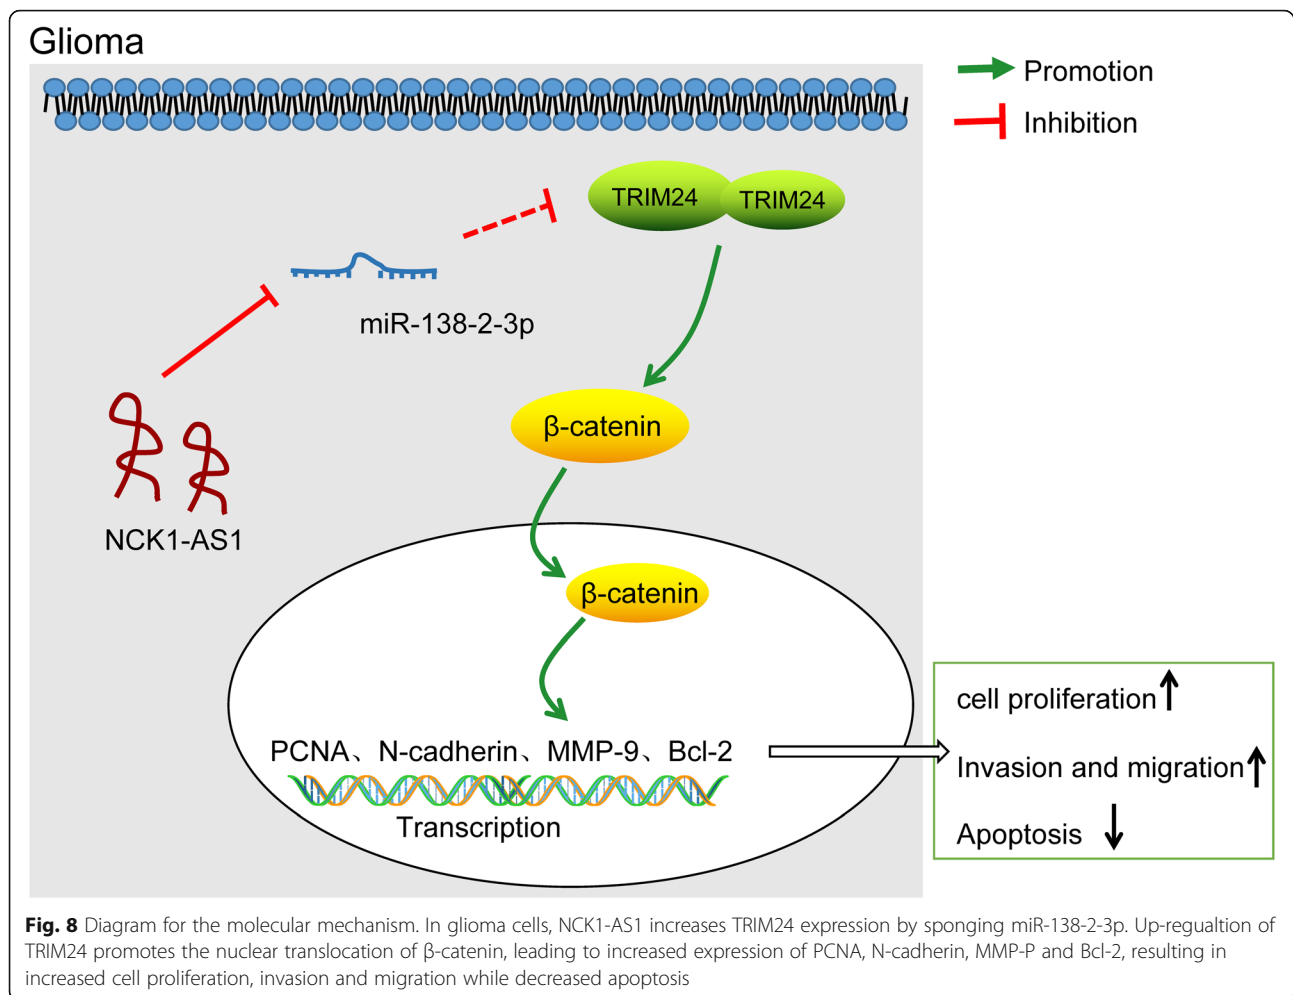 Glioma
Promotion
Inhibition
TRIM24
TRIM24
miR-138-2-3p
β-catenin
NCK1-AS1
β-catenin
cell proliferation↑
PCNA、N-cadherin、MMP-9、Bcl-2
Invasion and migration↑
Transcription
Apoptosis ↓
Fig. 8 Diagram for the molecular mechanism. In glioma cells, NCK1-AS1 increases TRIM24 expression by sponging miR-138-2-3p. Up-regualtion of
TRIM24 promotes the nuclear translocation of β-catenin, leading to increased expression of PCNA, N-cadherin, MMP-P and Bcl-2, resulting in
increased cell proliferation, invasion and migration while decreased apoptosis